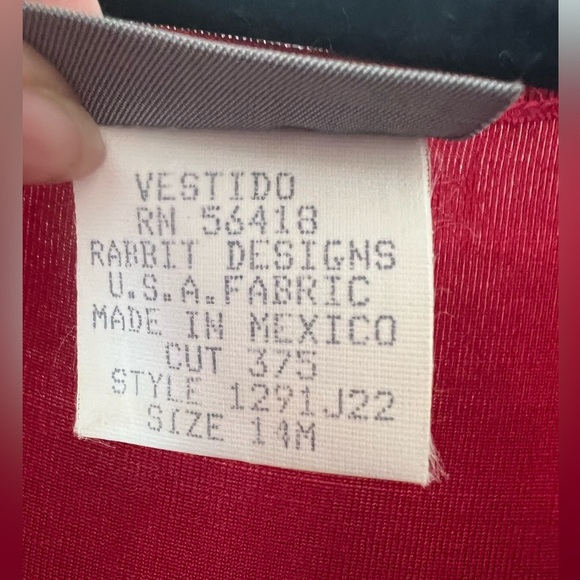 VESTIDO
RN 56418
RABBIT DESIGNS
U.S.A. FABRIC
MADE IN MEXICO
CUT 375
STYLE 1291J22
SIZE 14M